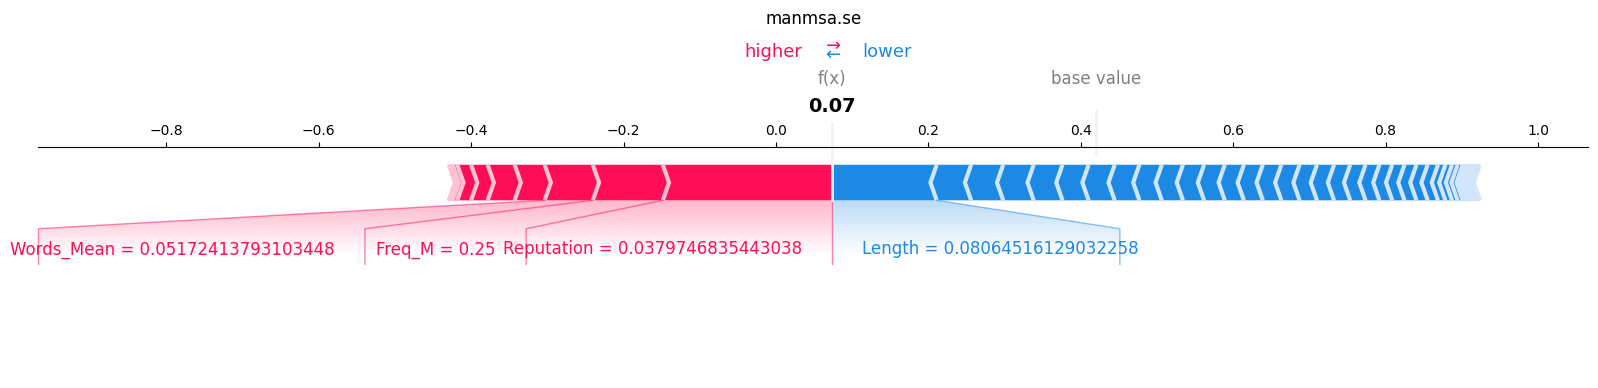 manmsa.se
higher ⇄ lower
f(x) base value
0.07
−0.8 −0.6 −0.4 −0.2 0.0 0.2 0.4 0.6 0.8 1.0
Words_Mean = 0.05172413793103448 Freq_M = 0.25 Reputation = 0.0379746835443038 Length = 0.08064516129032258